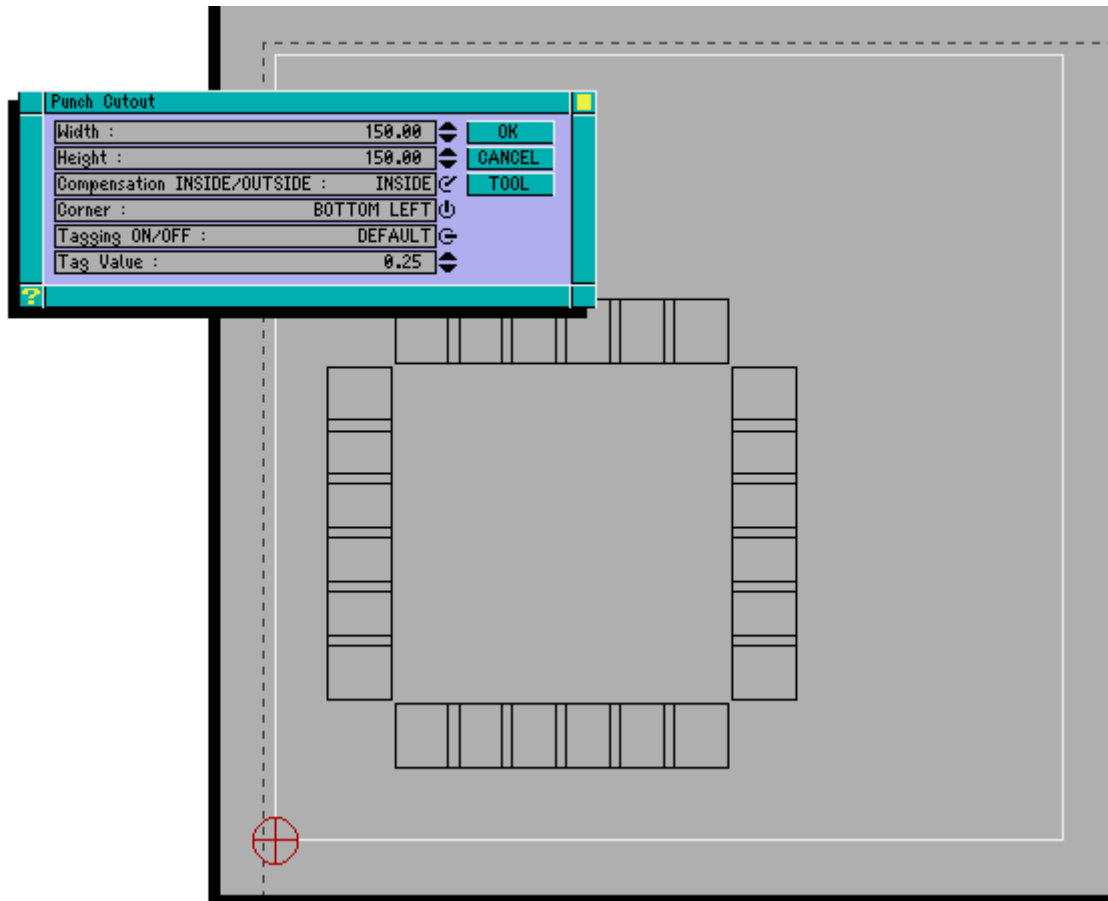 Punch Cutout
Width : 150.00 OK
Height : 150.00 CANCEL
Compensation INSIDE/OUTSIDE : INSIDE TOOL
Corner : BOTTOM LEFT
Tagging ON/OFF : DEFAULT
Tag Value : 0.25
?